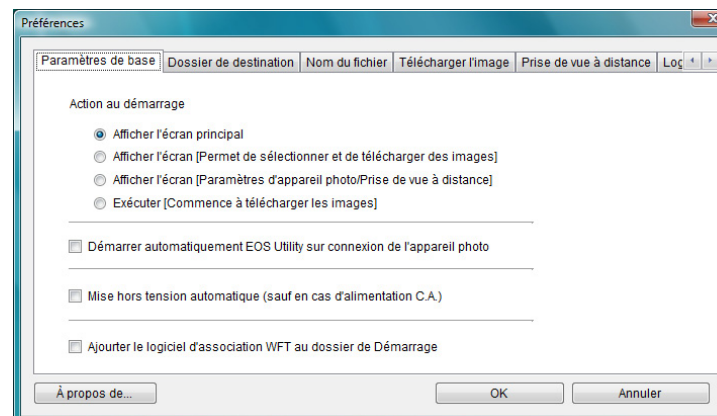 Préférences
Paramètres de base Dossier de destination Nom du fichier Télécharger l'image Prise de vue à distance
Action au démarrage
Afficher l'écran principal
Afficher l'écran [Permet de sélectionner et de télécharger des images]
Afficher l'écran [Paramètres d'appareil photo/Prise de vue à distance]
Exécuter [Commence à télécharger les images]
Démarrer automatiquement EOS Utility sur connexion de l'appareil photo
Mise hors tension automatique (sauf en cas d'alimentation C.A.)
Ajourter le logiciel d'association WFT au dossier de Démarrage
À propos de... OK Annuler